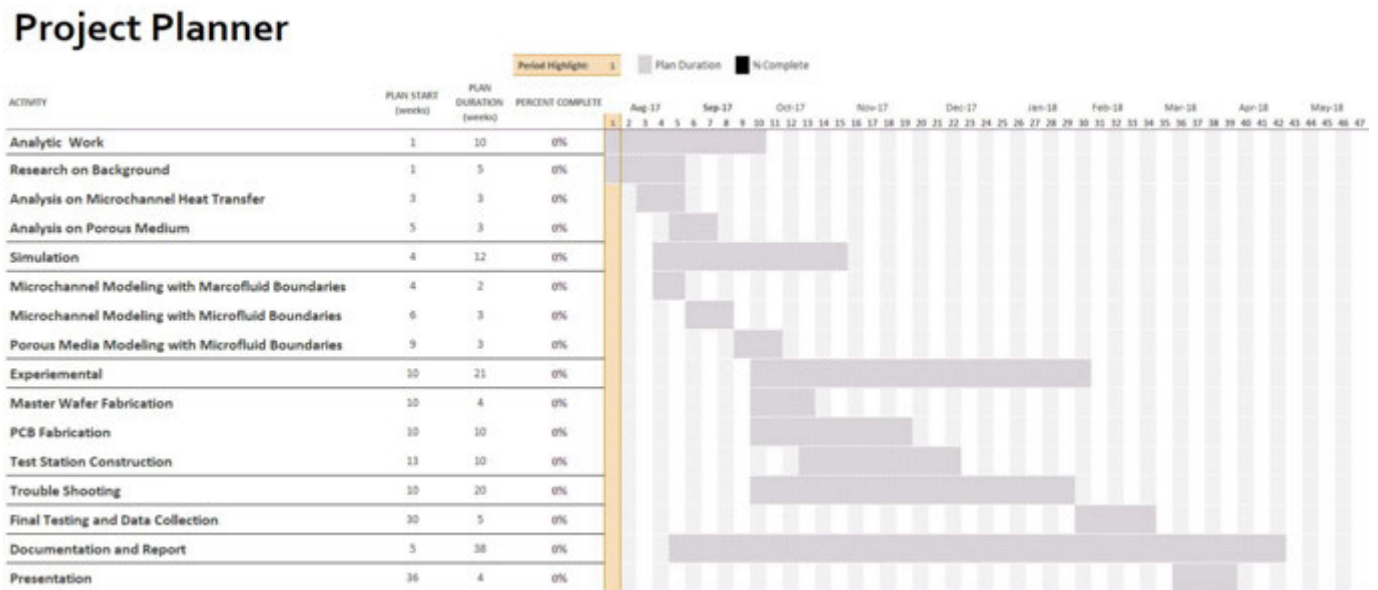 Project Planner
Period Highlight: 1 Plan Duration % Complete
ACTIVITY PLAN START (weeks) PLAN DURATION (weeks) PERCENT COMPLETE
Aug-17 Sep-17 Oct-17 Nov-17 Dec-17 Jan-18 Feb-18 Mar-18 Apr-18 May-18
1 2 3 4 5 6 7 8 9 10 11 12 13 14 15 16 17 18 19 20 21 22 23 24 25 26 27 28 29 30 31 32 33 34 35 36 37 38 39 40 41 42 43 44 45 46 47
Analytic Work 1 10 0%
Research on Background 1 5 0%
Analysis on Microchannel Heat Transfer 3 3 0%
Analysis on Porous Medium 5 3 0%
Simulation 4 12 0%
Microchannel Modeling with Marcofluid Boundaries 4 2 0%
Microchannel Modeling with Microfluid Boundaries 6 3 0%
Porous Media Modeling with Microfluid Boundaries 9 3 0%
Experiemental 10 21 0%
Master Wafer Fabrication 10 4 0%
PCB Fabrication 10 10 0%
Test Station Construction 13 10 0%
Trouble Shooting 10 20 0%
Final Testing and Data Collection 30 5 0%
Documentation and Report 5 38 0%
Presentation 36 4 0%